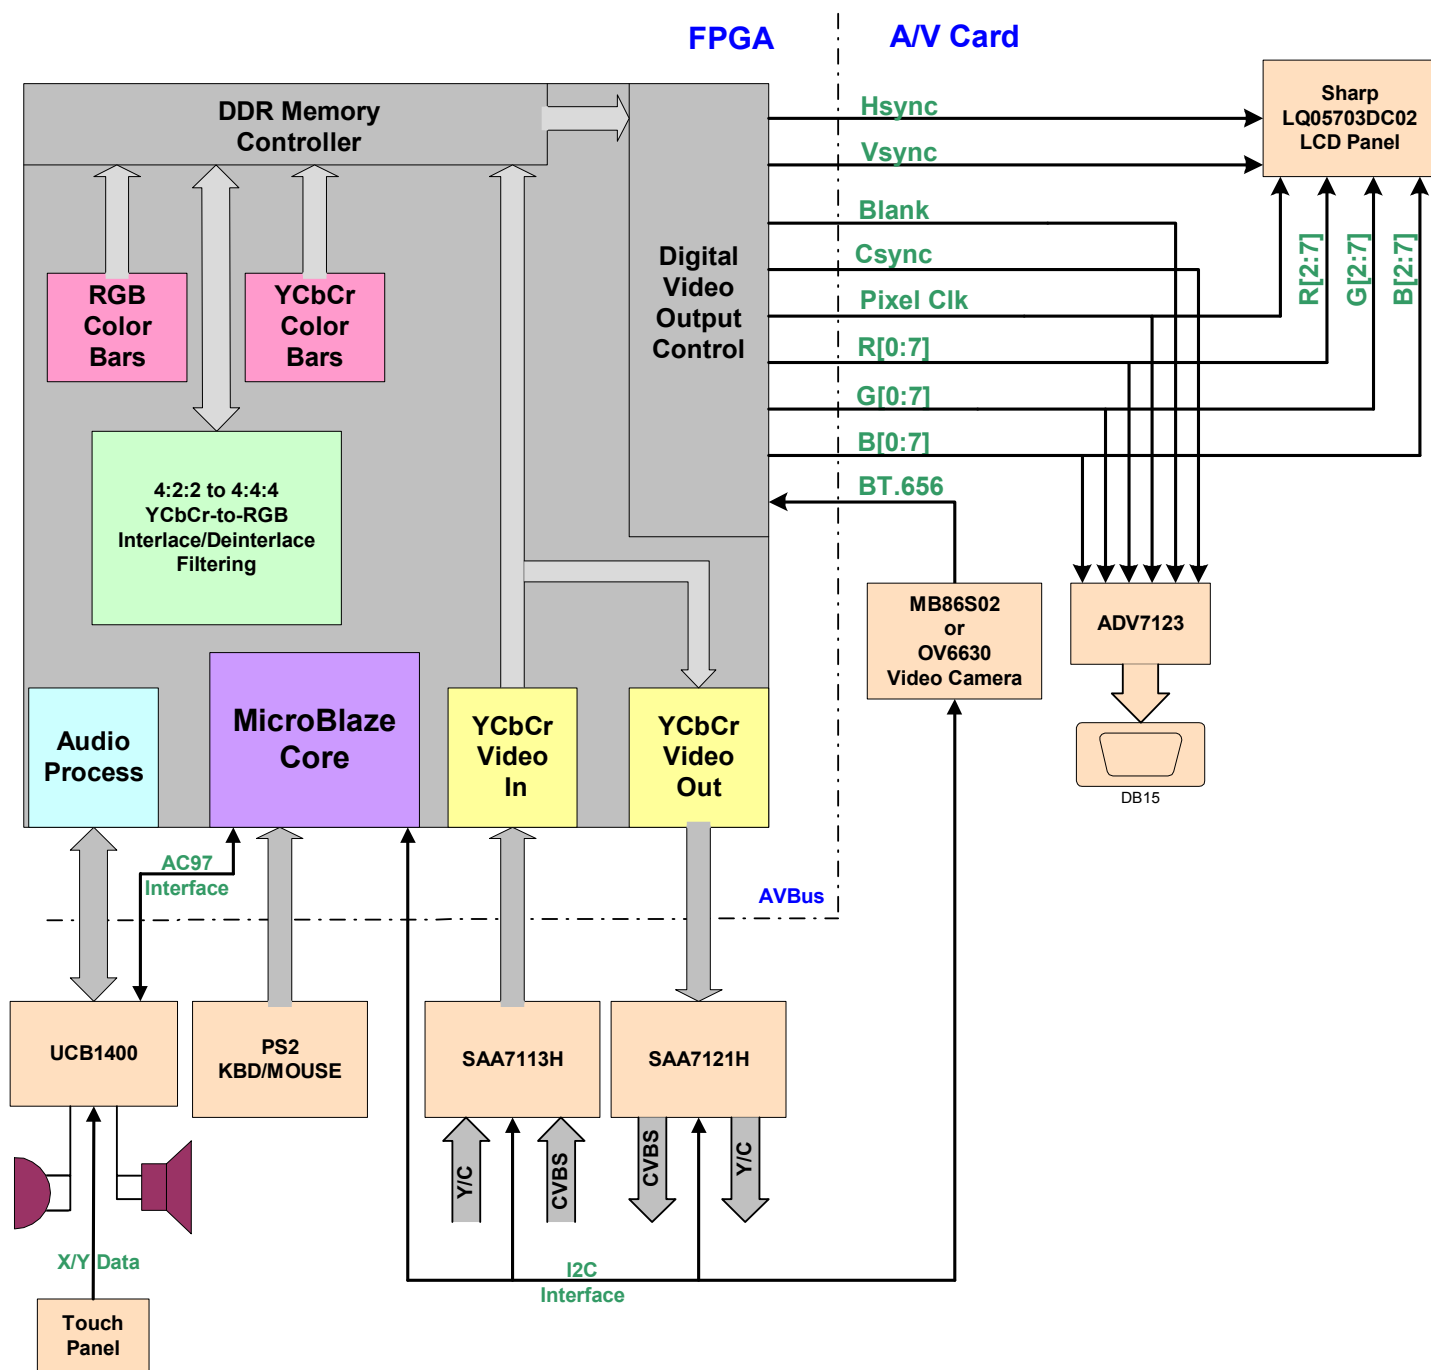 FPGA
A/V Card
DDR Memory
Controller
Hsync
Vsync
Blank
Csync
Pixel Clk
R[0:7]
G[0:7]
B[0:7]
BT.656
Sharp
LQ05703DC02
LCD Panel
R[2:7]
G[2:7]
B[2:7]
Digital
Video
Output
Control
RGB
Color
Bars
YCbCr
Color
Bars
4:2:2 to 4:4:4
YCbCr-to-RGB
Interlace/Deinterlace
Filtering
MB86S02
or
OV6630
Video Camera
ADV7123
DB15
Audio
Process
MicroBlaze
Core
YCbCr
Video
In
YCbCr
Video
Out
AC97
Interface
AVBus
UCB1400
PS2
KBD/MOUSE
SAA7113H
SAA7121H
Y/C
CVBS
CVBS
Y/C
X/Y Data
I2C
Interface
Touch
Panel